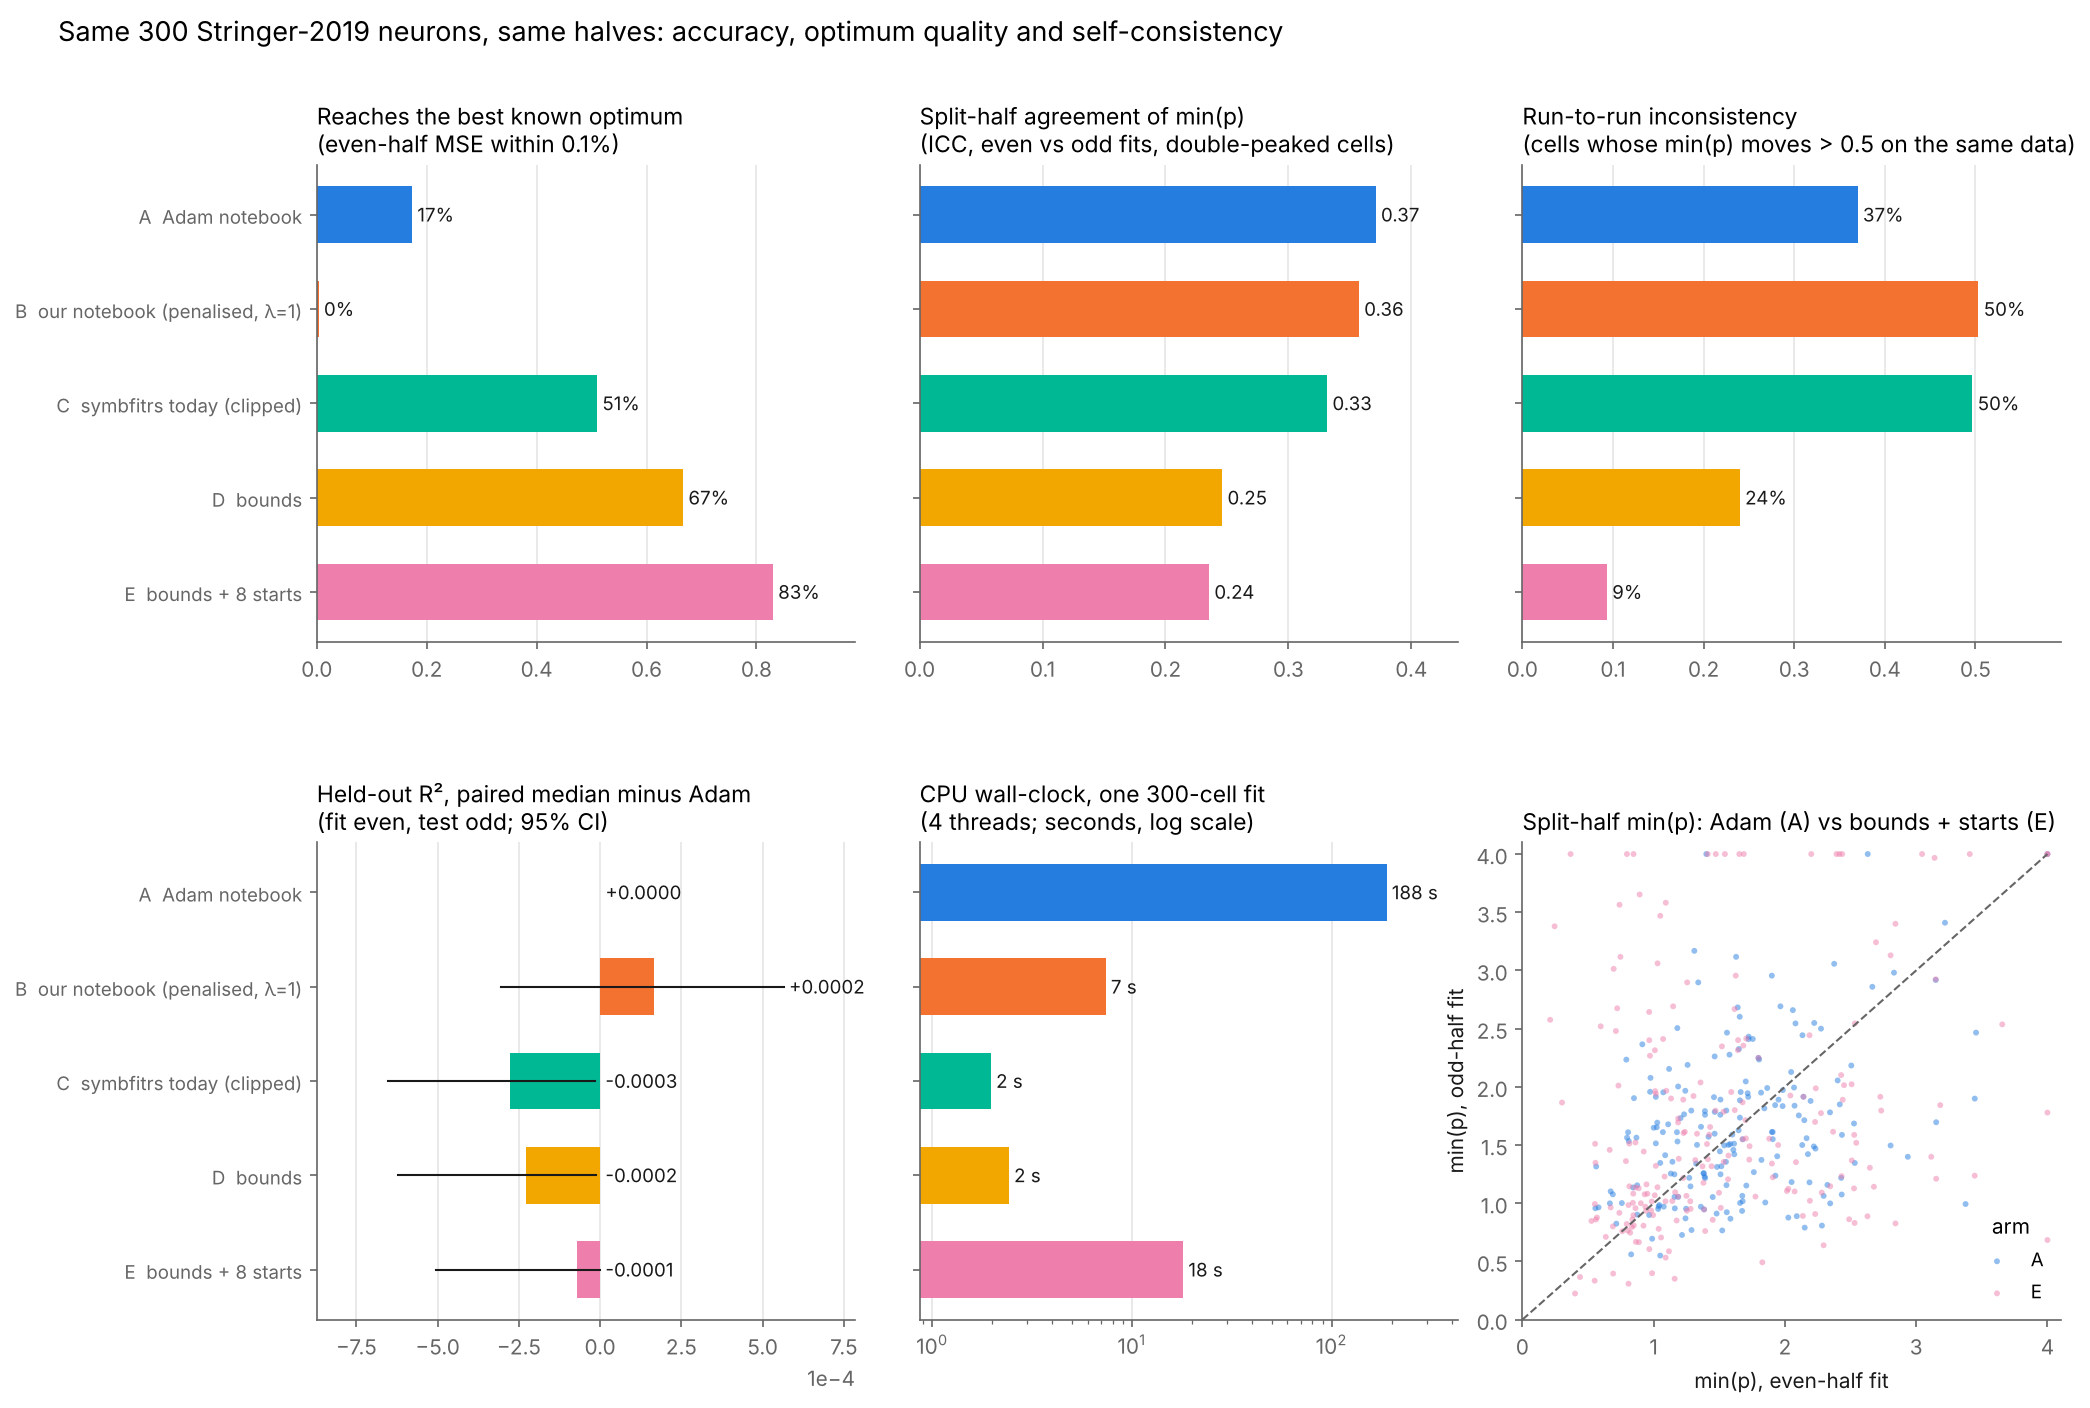 Same 300 Stringer-2019 neurons, same halves: accuracy, optimum quality and self-consistency
Reaches the best known optimum
(even-half MSE within 0.1%)
A  Adam notebook
17%
B  our notebook (penalised, λ=1)
0%
C  symbfitrs today (clipped)
51%
D  bounds
67%
E  bounds + 8 starts
83%
0.0 0.2 0.4 0.6 0.8
Split-half agreement of min(p)
(ICC, even vs odd fits, double-peaked cells)
0.37
0.36
0.33
0.25
0.24
0.0 0.1 0.2 0.3 0.4
Run-to-run inconsistency
(cells whose min(p) moves > 0.5 on the same data)
37%
50%
50%
24%
9%
0.0 0.1 0.2 0.3 0.4 0.5
Held-out R², paired median minus Adam
(fit even, test odd; 95% CI)
A  Adam notebook
+0.0000
B  our notebook (penalised, λ=1)
+0.0002
C  symbfitrs today (clipped)
-0.0003
D  bounds
-0.0002
E  bounds + 8 starts
-0.0001
−7.5 −5.0 −2.5 0.0 2.5 5.0 7.5
1e−4
CPU wall-clock, one 300-cell fit
(4 threads; seconds, log scale)
188 s
7 s
2 s
2 s
18 s
10⁰ 10¹ 10²
Split-half min(p): Adam (A) vs bounds + starts (E)
min(p), odd-half fit
4.0
3.5
3.0
2.5
2.0
1.5
1.0
0.5
0.0
arm
A
E
0 1 2 3 4
min(p), even-half fit